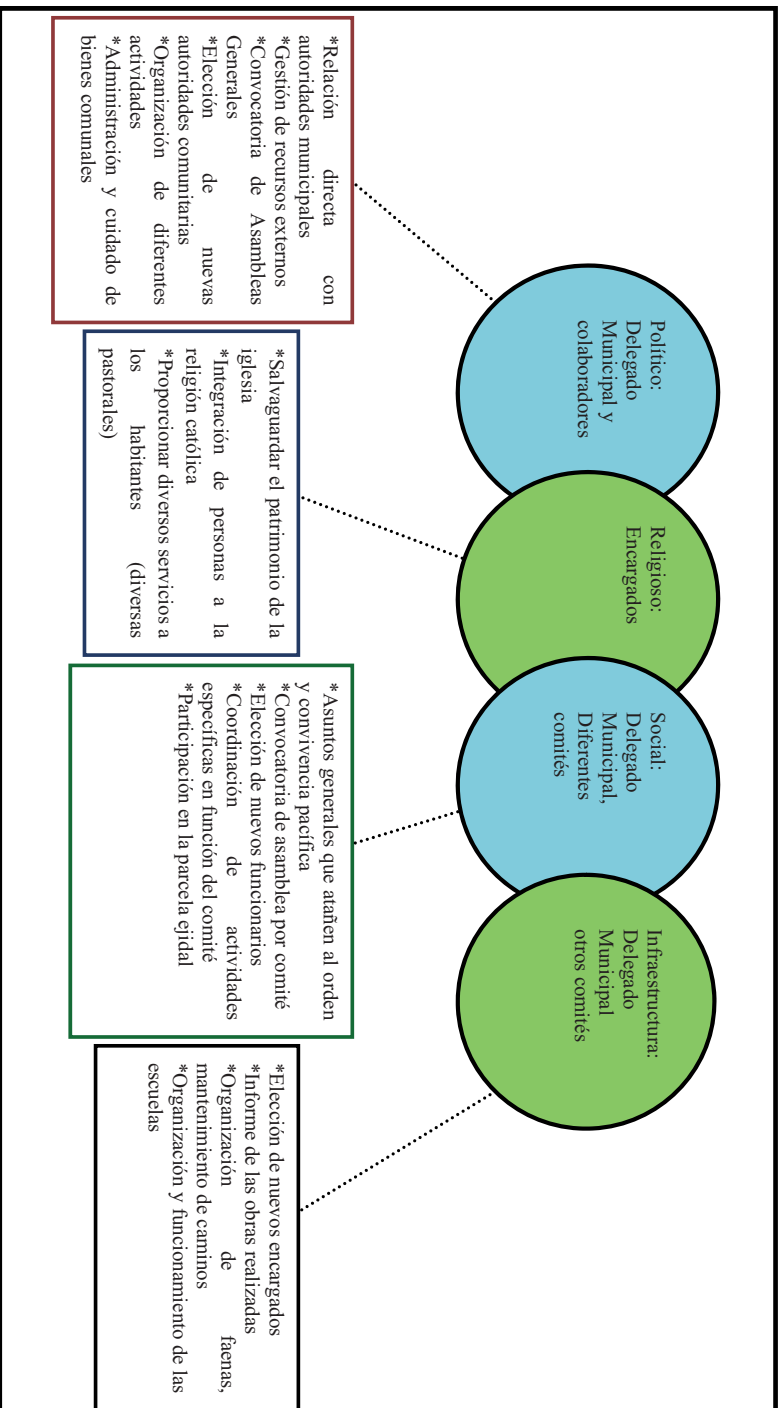 Político:
Delegado
Municipal y
colaboradores
Religioso:
Encargados
Social:
Delegado
Municipal,
Diferentes
comités
Infraestructura:
Delegado
Municipal
otros comités
*Relación directa con
autoridades municipales
*Gestión de recursos externos
*Convocatoria de Asambleas
Generales
*Elección de nuevas
autoridades comunitarias
*Organización de diferentes
actividades
*Administración y cuidado de
bienes comunales
*Salvaguardar el patrimonio de la
iglesia
*Integración de personas a la
religión católica
*Proporcionar diversos servicios a
los habitantes (diversas
pastorales)
*Asuntos generales que atañen al orden
y convivencia pacífica
*Convocatoria de asamblea por comité
*Elección de nuevos funcionarios
*Coordinación de actividades
específicas en función del comité
*Participación en la parcela ejidal
*Elección de nuevos encargados
*Informe de las obras realizadas
*Organización de faenas,
mantenimiento de caminos
*Organización y funcionamiento de las
escuelas